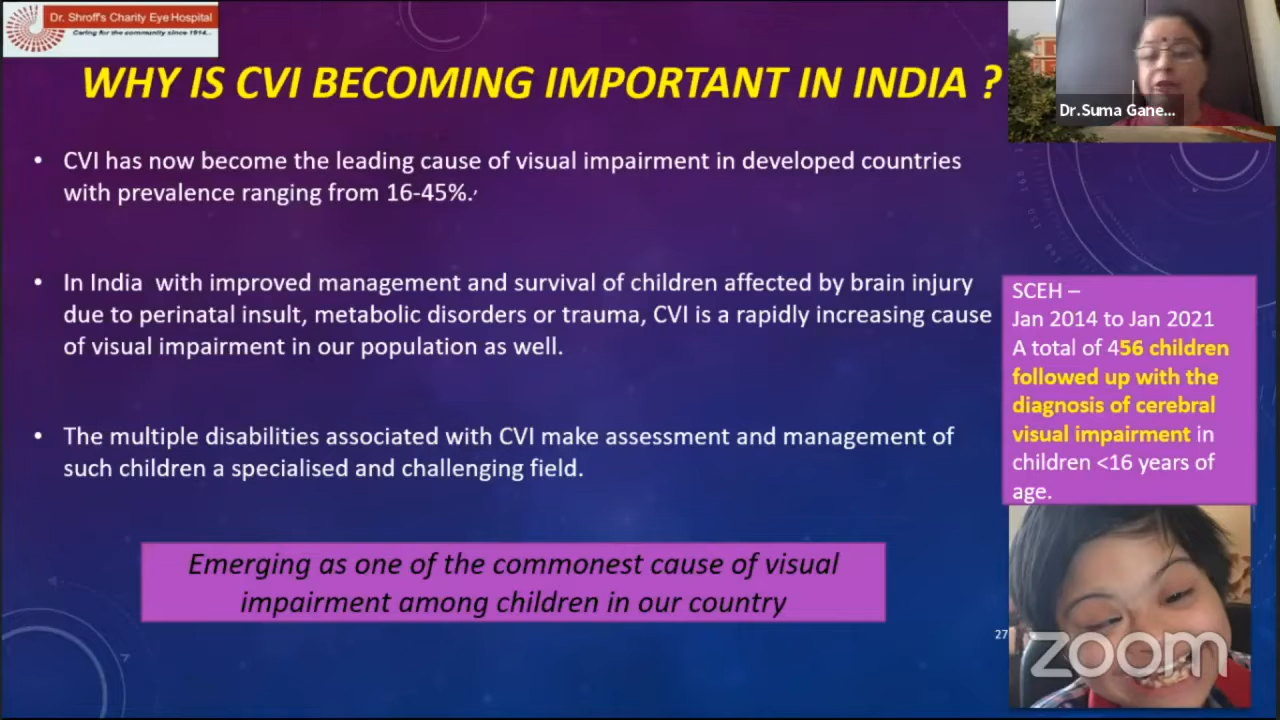 Dr. Shroff's Charity Eye Hospital
Caring for the community since 1914...
WHY IS CVI BECOMING IMPORTANT IN INDIA ?
Dr.Suma Gane...
• CVI has now become the leading cause of visual impairment in developed countries
with prevalence ranging from 16-45%.
• In India with improved management and survival of children affected by brain injury
due to perinatal insult, metabolic disorders or trauma, CVI is a rapidly increasing cause
of visual impairment in our population as well.
• The multiple disabilities associated with CVI make assessment and management of
such children a specialised and challenging field.
Emerging as one of the commonest cause of visual
impairment among children in our country
SCEH –
Jan 2014 to Jan 2021
A total of 456 children
followed up with the
diagnosis of cerebral
visual impairment in
children <16 years of
age.
27
zoom